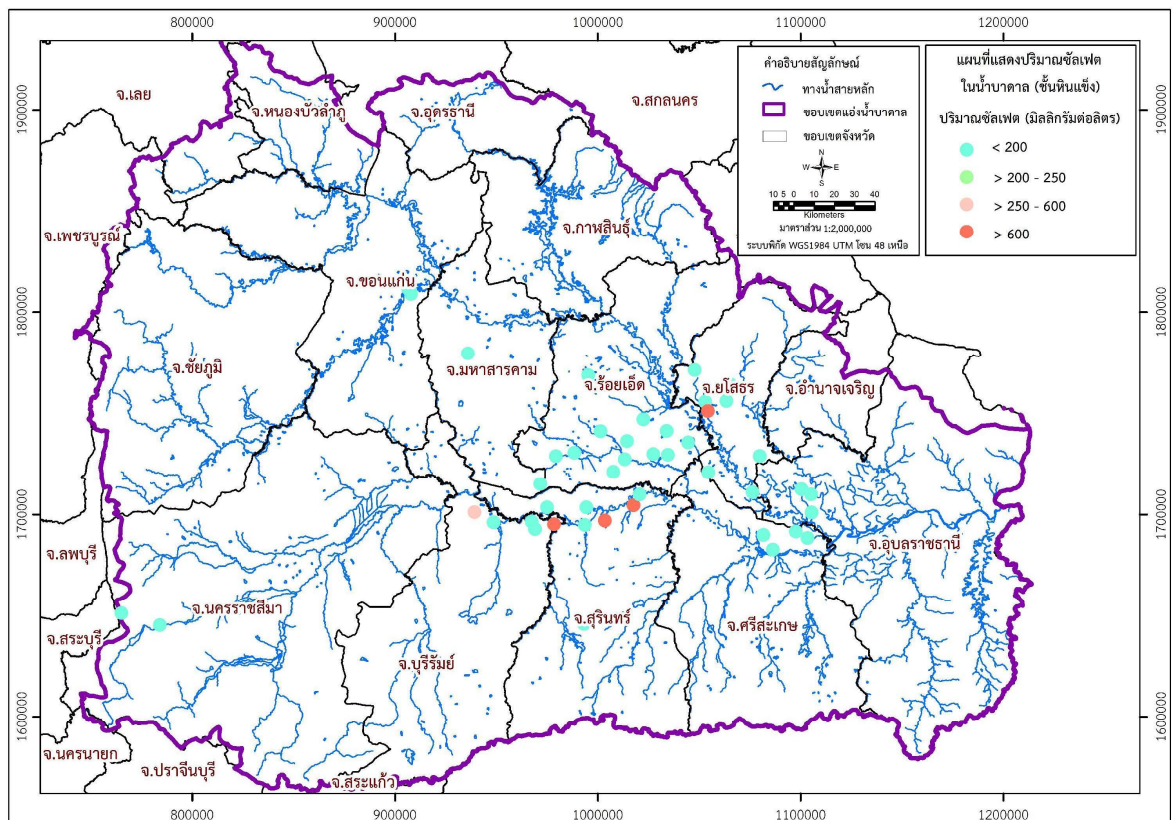 800000 900000 1000000 1100000 1200000
คำอธิบายสัญลักษณ์
ทางน้ำสายหลัก
ขอบเขตแอ่งน้ำบาดาล
ขอบเขตจังหวัด
N
W E
S
10 5 0 10 20 30 40
Kilometers
มาตราส่วน 1:2,000,000
ระบบพิกัด WGS1984 UTM โซน 48 เหนือ
แผนที่แสดงปริมาณซัลเฟต
ในน้ำบาดาล (ชั้นหินแข็ง)
ปริมาณซัลเฟต (มิลลิกรัมต่อลิตร)
< 200
> 200 - 250
> 250 - 600
> 600
1900000
1900000
จ.เลย
จ.หนองบัวลำภู
จ.อุดรธานี
จ.สกลนคร
จ.เพชรบูรณ์
จ.กาฬสินธุ์
จ.ขอนแก่น
1800000
1800000
จ.ชัยภูมิ
จ.มหาสารคาม
จ.ร้อยเอ็ด
จ.ยโสธร
จ.อำนาจเจริญ
1700000
1700000
จ.ลพบุรี
จ.อุบลราชธานี
จ.นครราชสีมา
จ.สระบุรี
จ.สุรินทร์
จ.ศรีสะเกษ
จ.บุรีรัมย์
1600000
1600000
จ.นครนายก
จ.ปราจีนบุรี
จ.สระแก้ว
800000 900000 1000000 1100000 1200000